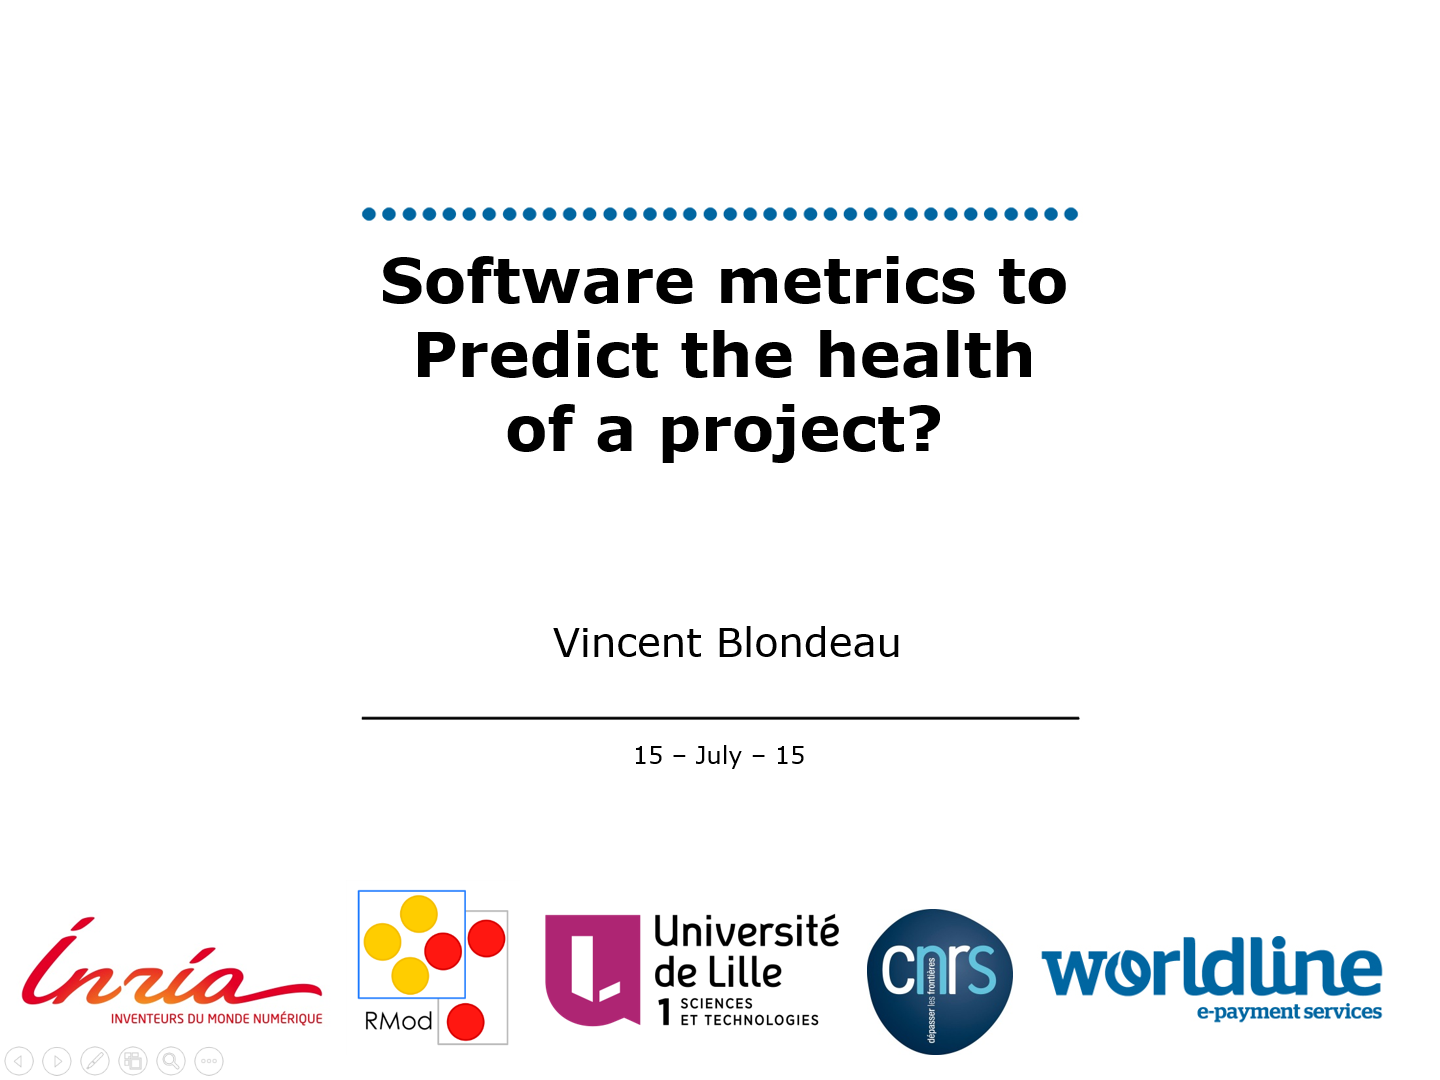 Software metrics to
Predict the health
of a project?
Vincent Blondeau
15 – July – 15
Inria
INVENTEURS DU MONDE NUMÉRIQUE
RMod
Université
de Lille
1 SCIENCES
ET TECHNOLOGIES
cnrs
dépasser les frontières
worldline
e-payment services